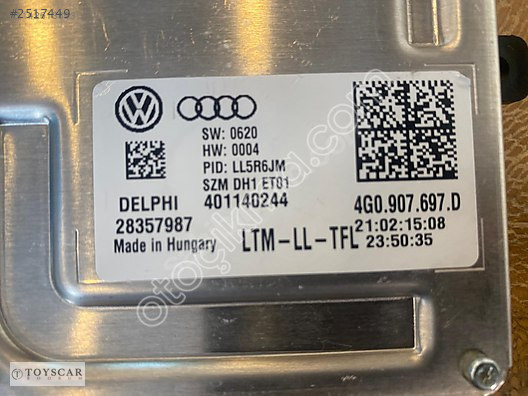 #2517449
SW: 0620
HW: 0004
PID: LL5R6JM
SZM DH1 ET01
DELPHI 401140244
28357987
Made in Hungary
4G0.907.697.D
21:02:15:08
LTM-LL-TFL 23:50:35
otogikma.com
TOYSCAR